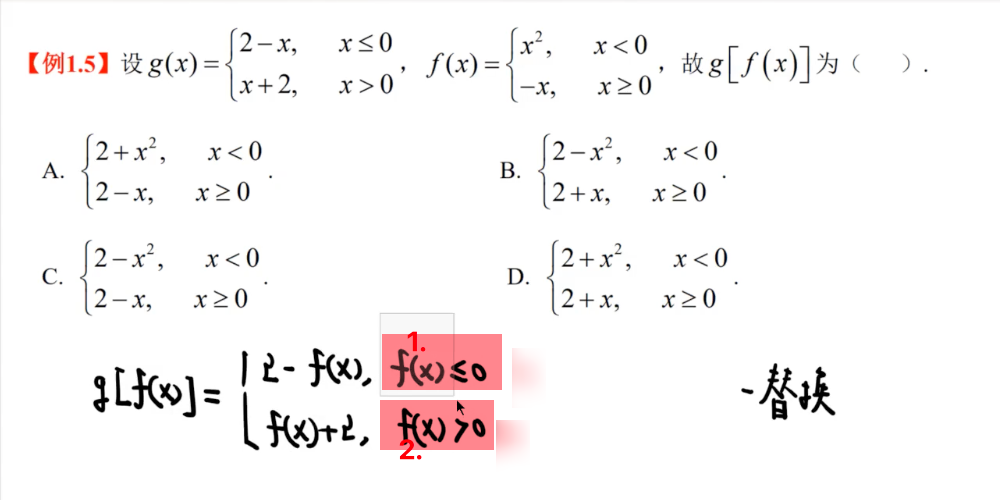 【例1.5】设 g(x) = { 2−x, x≤0 ; x+2, x>0 , f(x) = { x², x<0 ; −x, x≥0 , 故 g[f(x)] 为（ ）.
A. { 2+x², x<0 ; 2−x, x≥0 .
B. { 2−x², x<0 ; 2+x, x≥0 .
C. { 2−x², x<0 ; 2−x, x≥0 .
D. { 2+x², x<0 ; 2+x, x≥0 .
1.
g[f(x)] = { 2−f(x), f(x)≤0 ; f(x)+2, f(x)>0
2.
-替换